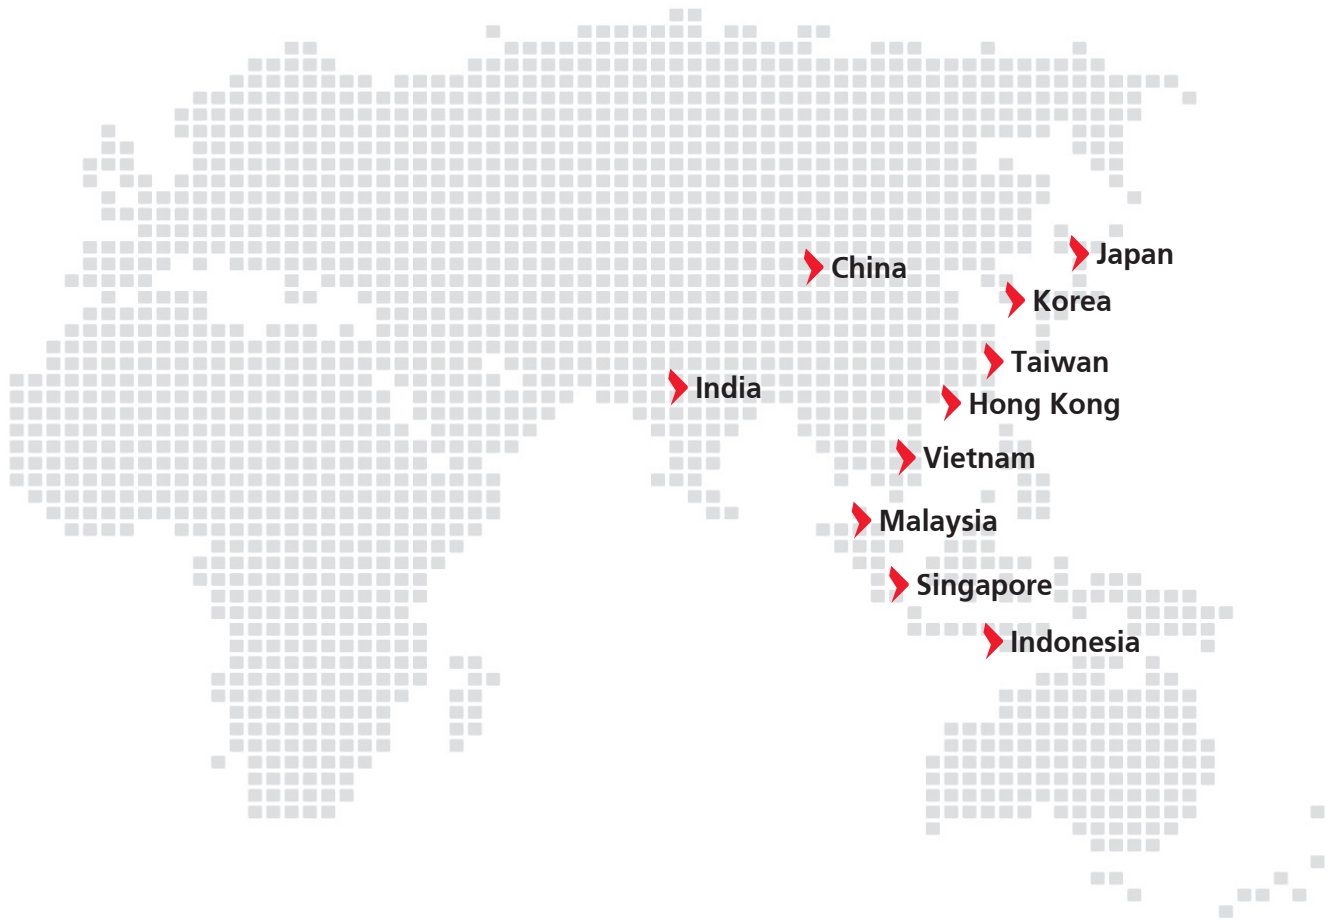 Japan
China
Korea
Taiwan
India
Hong Kong
Vietnam
Malaysia
Singapore
Indonesia